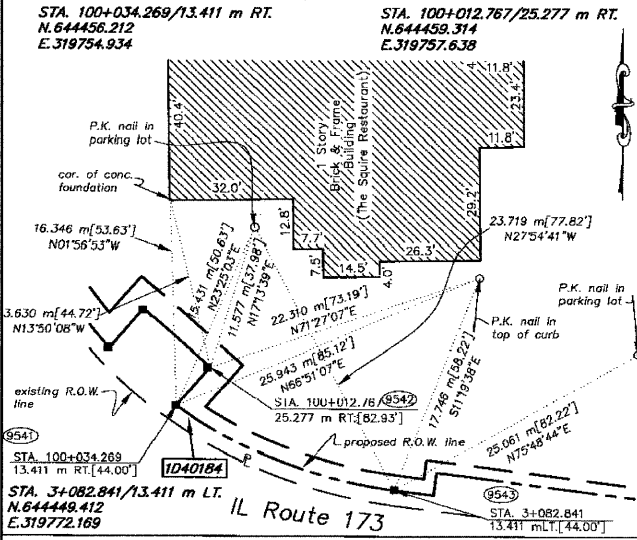 STA. 100+034.269/13.411 m RT.
N.644456.212
E.319754.934
STA. 100+012.767/25.277 m RT.
N.644459.314
E.319757.638
11.8'
23.4'
40.4'
P.K. nail in
parking lot
1 Story
Brick & Frame
Building
(The Squire Restaurant)
11.8'
cor. of conc.
foundation
32.0'
29.2'
12.8'
16.346 m[53.63']
N01°56'53"W
23.719 m[77.82']
N27°54'41"W
7.7'
7.5'
14.5'
4.0'
26.3'
15.431 m[50.63']
N23°25'03"E
11.577 m[37.98']
N17°13'39"E
3.630 m[44.72']
N13°50'08"W
22.310 m[73.19']
N71°27'07"E
25.943 m[85.12']
N66°51'07"E
P.K. nail in
top of curb
P.K. nail in
parking lot
17.746 m[58.22']
S11°19'38"E
25.061 m[82.22']
N75°48'44"E
existing R.O.W.
line
STA. 100+012.767
9542
25.277 m RT.[82.93']
proposed R.O.W. line
9541
STA. 100+034.269
13.411 m RT.[44.00']
1D40184
9543
STA. 3+082.841
13.411 mLT.[44.00']
STA. 3+082.841/13.411 m LT.
N.644449.412
E.319772.169
IL Route 173